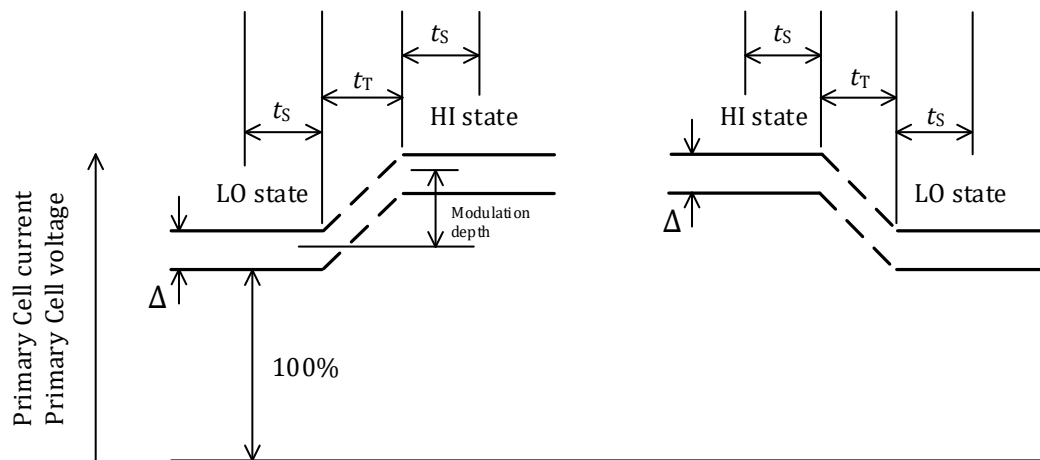 tS
tS
tT
tT
tS
tS
HI state
HI state
LO state
LO state
Modulation
depth
Δ
Δ
100%
Primary Cell current
Primary Cell voltage